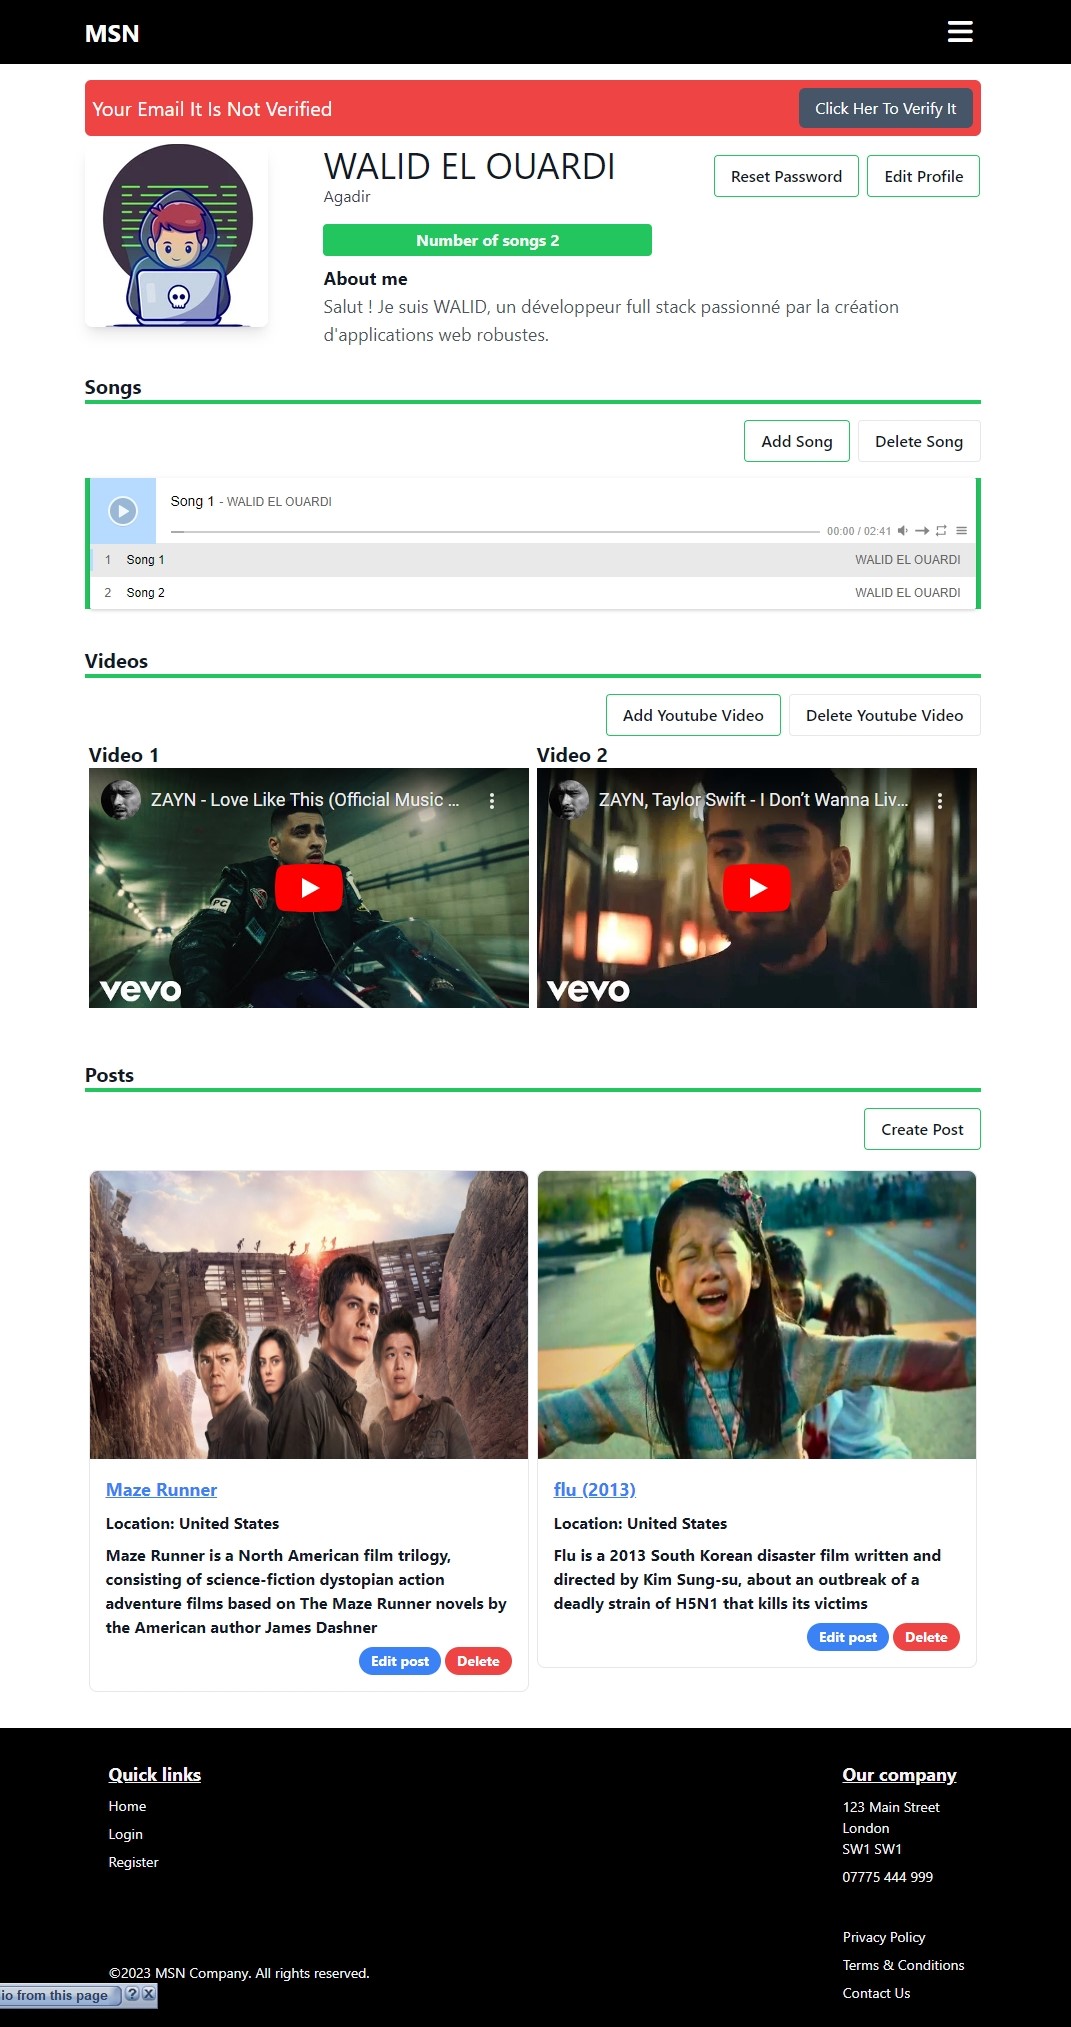 MSN
Your Email It Is Not Verified
Click Her To Verify It
WALID EL OUARDI
Agadir
Reset Password
Edit Profile
Number of songs 2
About me
Salut ! Je suis WALID, un développeur full stack passionné par la création
d'applications web robustes.
Songs
Add Song
Delete Song
Song 1 - WALID EL OUARDI
00:00 / 02:41
1 Song 1 WALID EL OUARDI
2 Song 2 WALID EL OUARDI
Videos
Add Youtube Video
Delete Youtube Video
Video 1
ZAYN - Love Like This (Official Music ...
vevo
Video 2
ZAYN, Taylor Swift - I Don't Wanna Liv...
vevo
Posts
Create Post
Maze Runner
Location: United States
Maze Runner is a North American film trilogy,
consisting of science-fiction dystopian action
adventure films based on The Maze Runner novels by
the American author James Dashner
Edit post
Delete
flu (2013)
Location: United States
Flu is a 2013 South Korean disaster film written and
directed by Kim Sung-su, about an outbreak of a
deadly strain of H5N1 that kills its victims
Edit post
Delete
Quick links
Home
Login
Register
Our company
123 Main Street
London
SW1 SW1
07775 444 999
Privacy Policy
Terms & Conditions
Contact Us
©2023 MSN Company. All rights reserved.
io from this page ? X